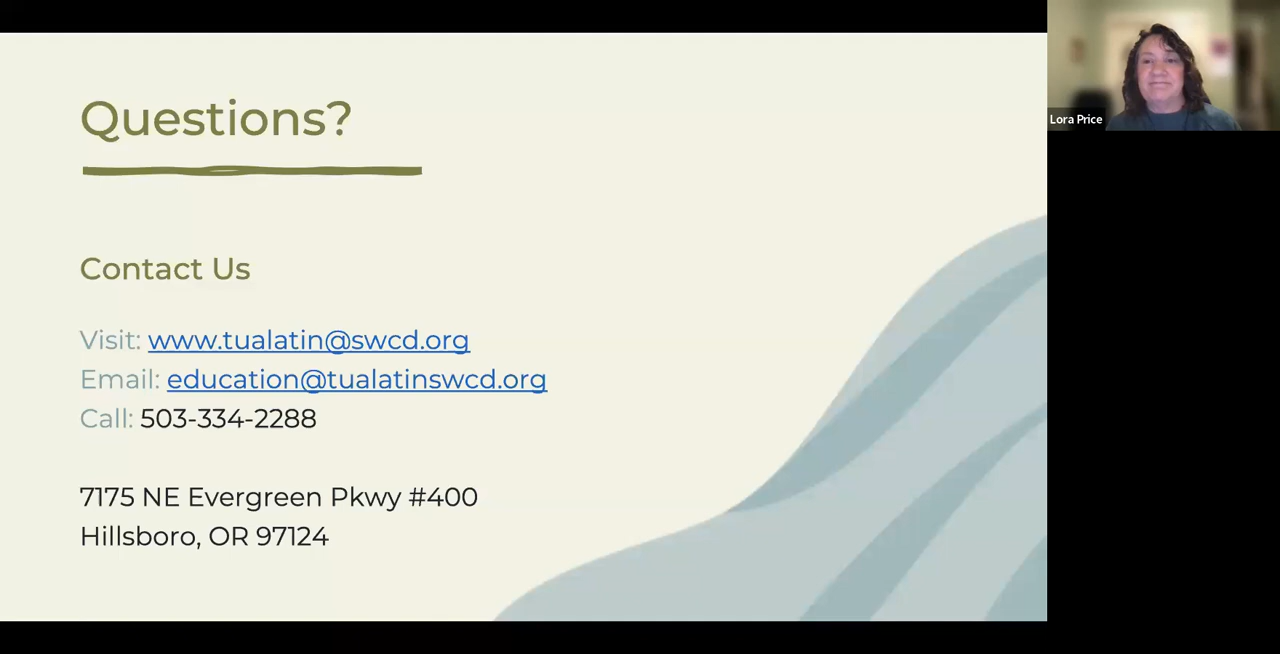 Questions?
Contact Us
Visit: www.tualatin@swcd.org
Email: education@tualatinswcd.org
Call: 503-334-2288
7175 NE Evergreen Pkwy #400
Hillsboro, OR 97124
Lora Price